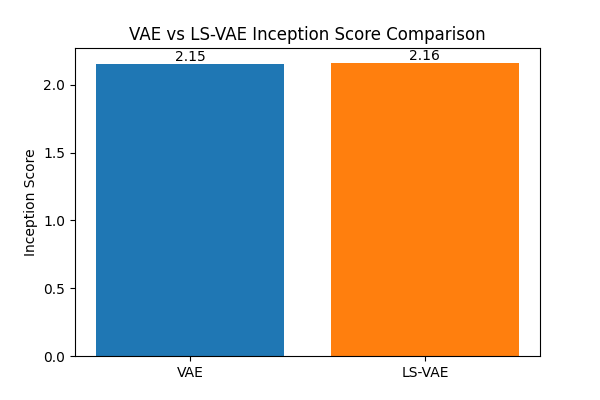 VAE vs LS-VAE Inception Score Comparison
2.15
2.16
2.0
1.5
1.0
0.5
0.0
Inception Score
VAE
LS-VAE